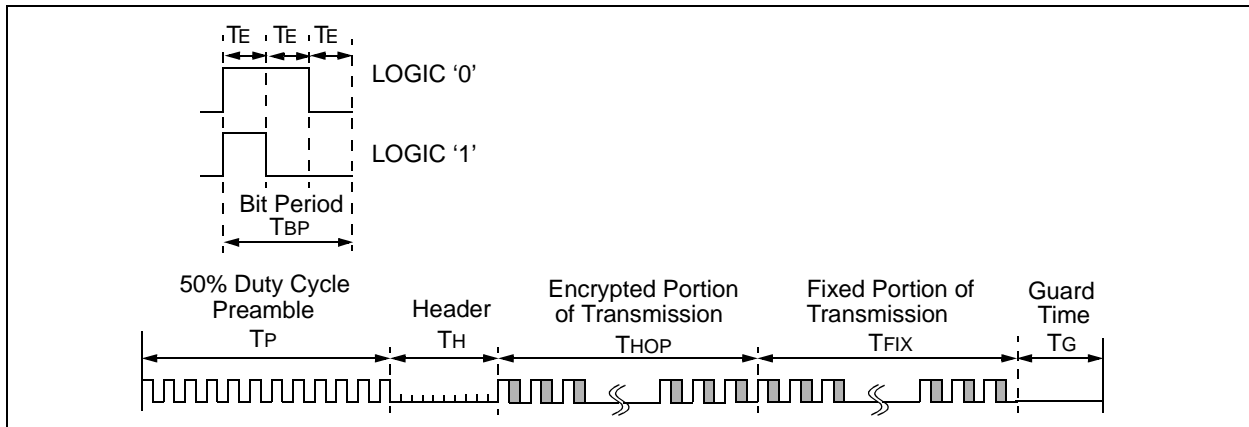 TE TE TE
LOGIC ‘0’
LOGIC ‘1’
Bit Period
TBP
50% Duty Cycle
Preamble
TP
Header
TH
Encrypted Portion
of Transmission
THOP
Fixed Portion of
Transmission
TFIX
Guard
Time
TG